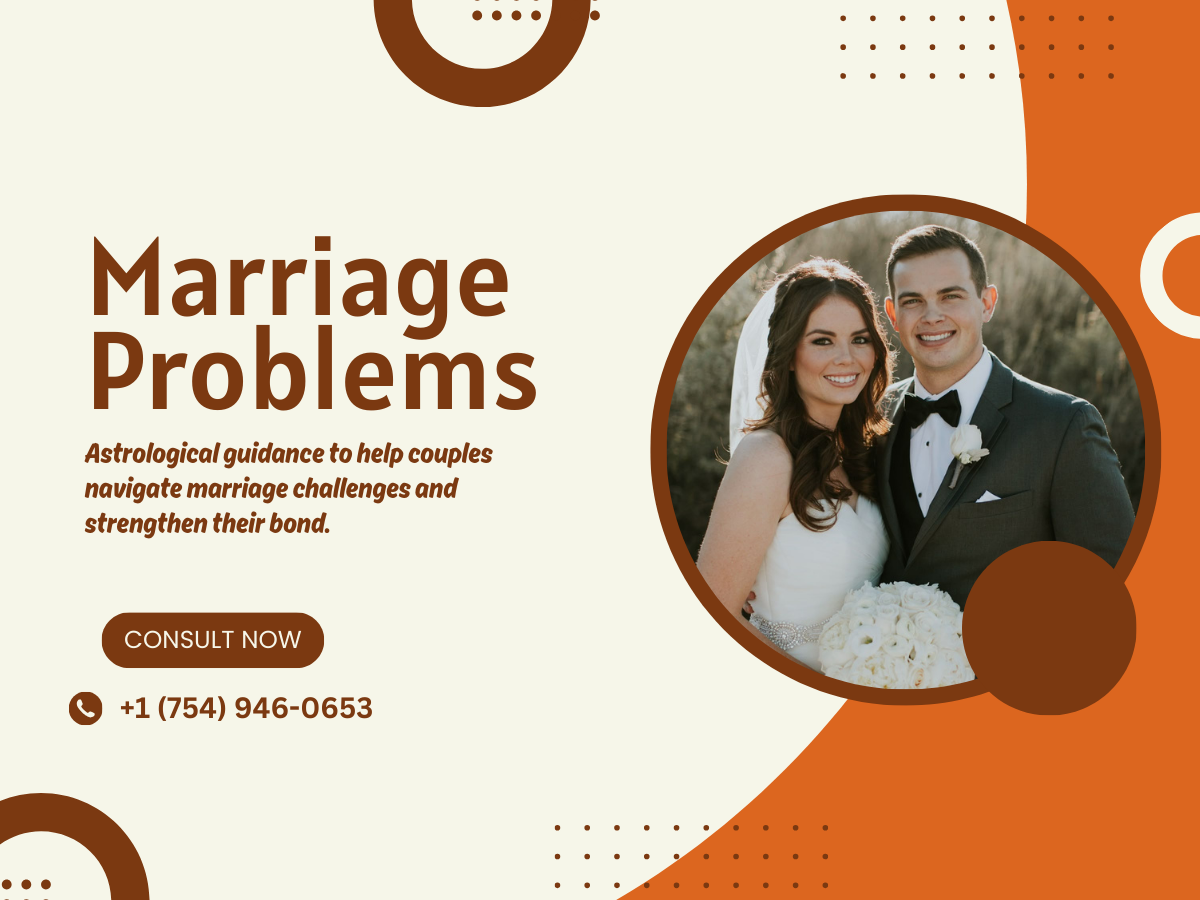 Marriage
Problems
Astrological guidance to help couples
navigate marriage challenges and
strengthen their bond.
CONSULT NOW
+1 (754) 946-0653